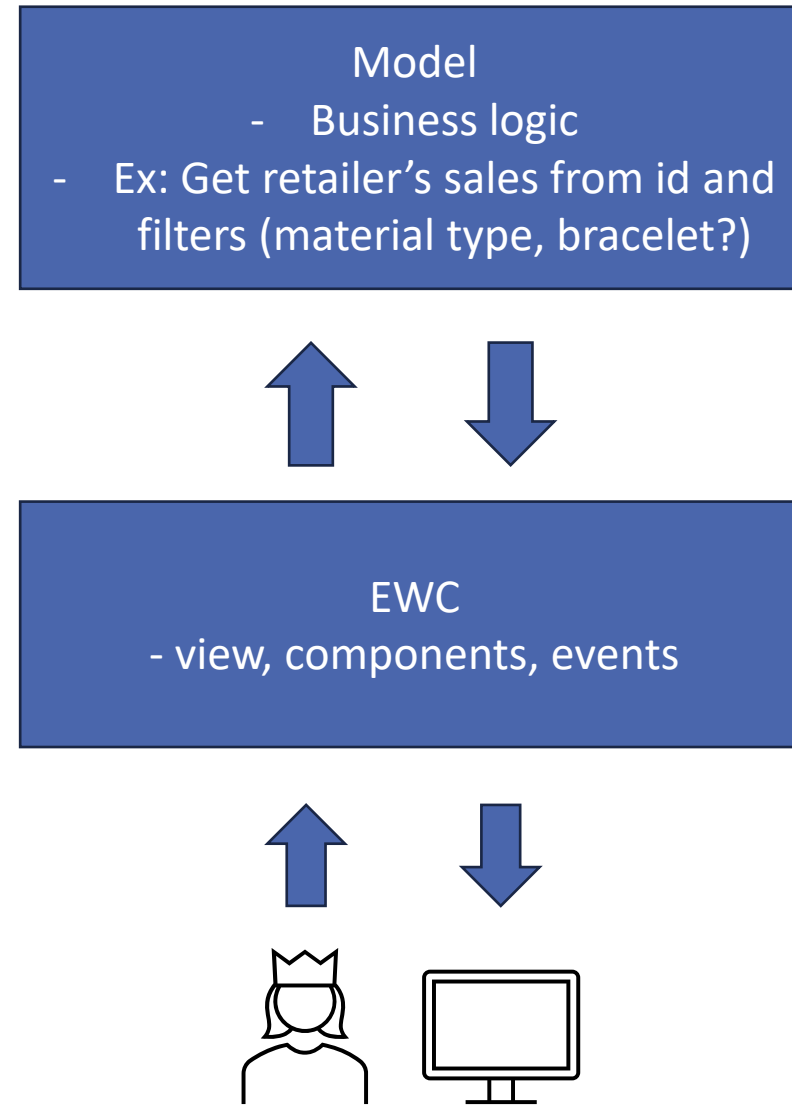 Model
- Business logic
- Ex: Get retailer’s sales from id and
filters (material type, bracelet?)
EWC
- view, components, events